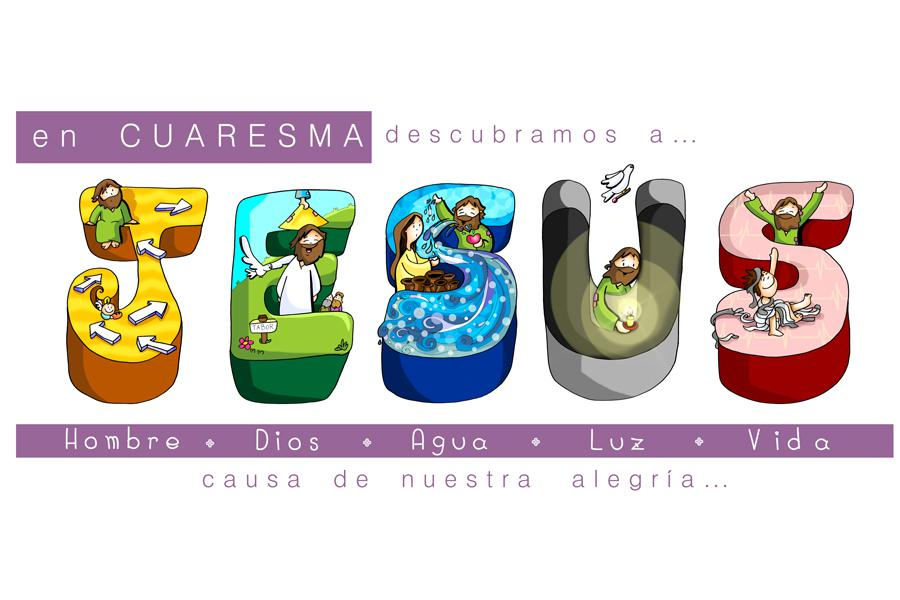 en CUARESMA descubramos a...
JESUS
TABOR
Hombre Dios Agua Luz Vida
causa de nuestra alegría...